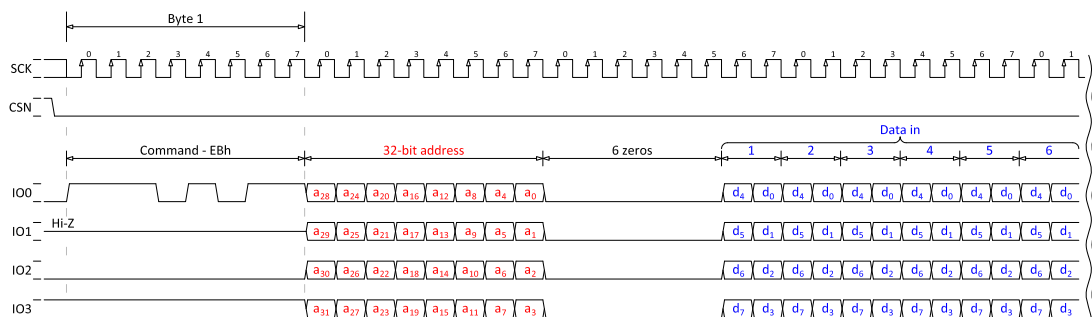 Byte 1
0 1 2 3 4 5 6 7 0 1 2 3 4 5 6 7 0 1 2 3 4 5 6 7 0 1 2 3 4 5 6 7 0 1
SCK
CSN
Data in
Command - EBh 32-bit address 6 zeros 1 2 3 4 5 6
IO0 a₂₈ a₂₄ a₂₀ a₁₆ a₁₂ a₈ a₄ a₀ d₄ d₀ d₄ d₀ d₄ d₀ d₄ d₀ d₄ d₀ d₄ d₀
Hi-Z
IO1 a₂₉ a₂₅ a₂₁ a₁₇ a₁₃ a₉ a₅ a₁ d₅ d₁ d₅ d₁ d₅ d₁ d₅ d₁ d₅ d₁ d₅ d₁
IO2 a₃₀ a₂₆ a₂₂ a₁₈ a₁₄ a₁₀ a₆ a₂ d₆ d₂ d₆ d₂ d₆ d₂ d₆ d₂ d₆ d₂ d₆ d₂
IO3 a₃₁ a₂₇ a₂₃ a₁₉ a₁₅ a₁₁ a₇ a₃ d₇ d₃ d₇ d₃ d₇ d₃ d₇ d₃ d₇ d₃ d₇ d₃